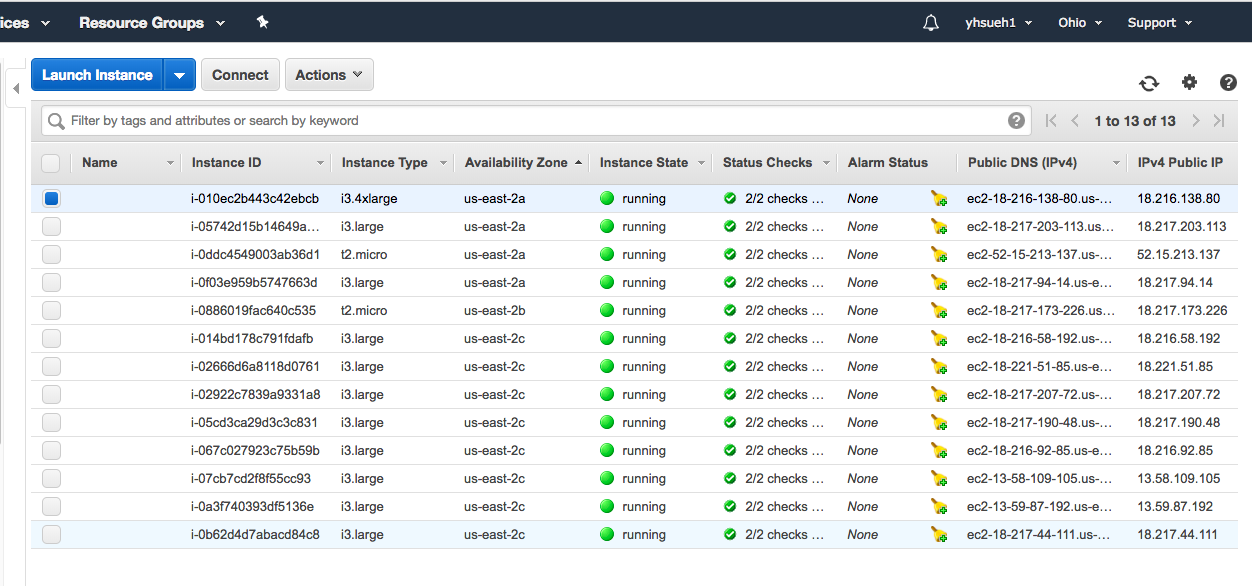 ices Resource Groups yhsueh1 Ohio Support
Launch Instance Connect Actions
Filter by tags and attributes or search by keyword 1 to 13 of 13
Name Instance ID Instance Type Availability Zone Instance State Status Checks Alarm Status Public DNS (IPv4) IPv4 Public IP
i-010ec2b443c42ebcb i3.4xlarge us-east-2a running 2/2 checks ... None ec2-18-216-138-80.us-... 18.216.138.80
i-05742d15b14649a... i3.large us-east-2a running 2/2 checks ... None ec2-18-217-203-113.us... 18.217.203.113
i-0ddc4549003ab36d1 t2.micro us-east-2a running 2/2 checks ... None ec2-52-15-213-137.us-... 52.15.213.137
i-0f03e959b5747663d i3.large us-east-2a running 2/2 checks ... None ec2-18-217-94-14.us-e... 18.217.94.14
i-0886019fac640c535 t2.micro us-east-2b running 2/2 checks ... None ec2-18-217-173-226.us... 18.217.173.226
i-014bd178c791fdafb i3.large us-east-2c running 2/2 checks ... None ec2-18-216-58-192.us-... 18.216.58.192
i-02666d6a8118d0761 i3.large us-east-2c running 2/2 checks ... None ec2-18-221-51-85.us-e... 18.221.51.85
i-02922c7839a9331a8 i3.large us-east-2c running 2/2 checks ... None ec2-18-217-207-72.us-... 18.217.207.72
i-05cd3ca29d3c3c831 i3.large us-east-2c running 2/2 checks ... None ec2-18-217-190-48.us-... 18.217.190.48
i-067c027923c75b59b i3.large us-east-2c running 2/2 checks ... None ec2-18-216-92-85.us-e... 18.216.92.85
i-07cb7cd2f8f55cc93 i3.large us-east-2c running 2/2 checks ... None ec2-13-58-109-105.us-... 13.58.109.105
i-0a3f740393df5136e i3.large us-east-2c running 2/2 checks ... None ec2-13-59-87-192.us-e... 13.59.87.192
i-0b62d4d7abacd84c8 i3.large us-east-2c running 2/2 checks ... None ec2-18-217-44-111.us-... 18.217.44.111